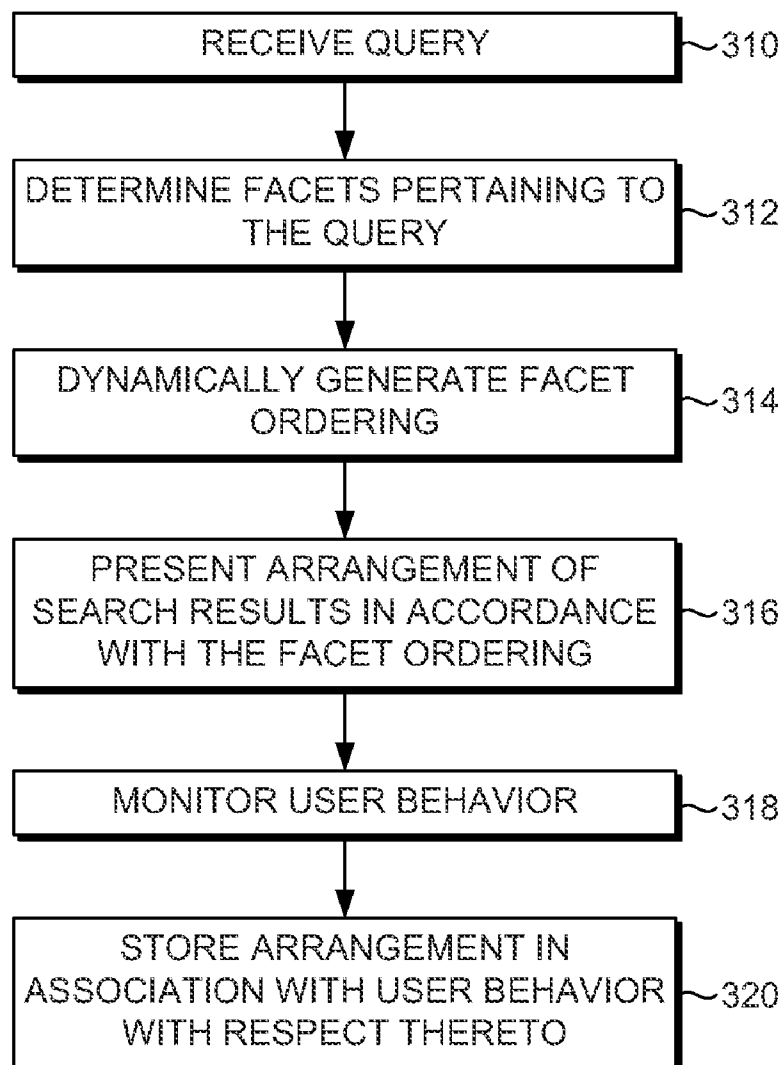 RECEIVE QUERY
310
DETERMINE FACETS PERTAINING TO
THE QUERY
312
DYNAMICALLY GENERATE FACET
ORDERING
314
PRESENT ARRANGEMENT OF
SEARCH RESULTS IN ACCORDANCE
WITH THE FACET ORDERING
316
MONITOR USER BEHAVIOR
318
STORE ARRANGEMENT IN
ASSOCIATION WITH USER BEHAVIOR
WITH RESPECT THERETO
320